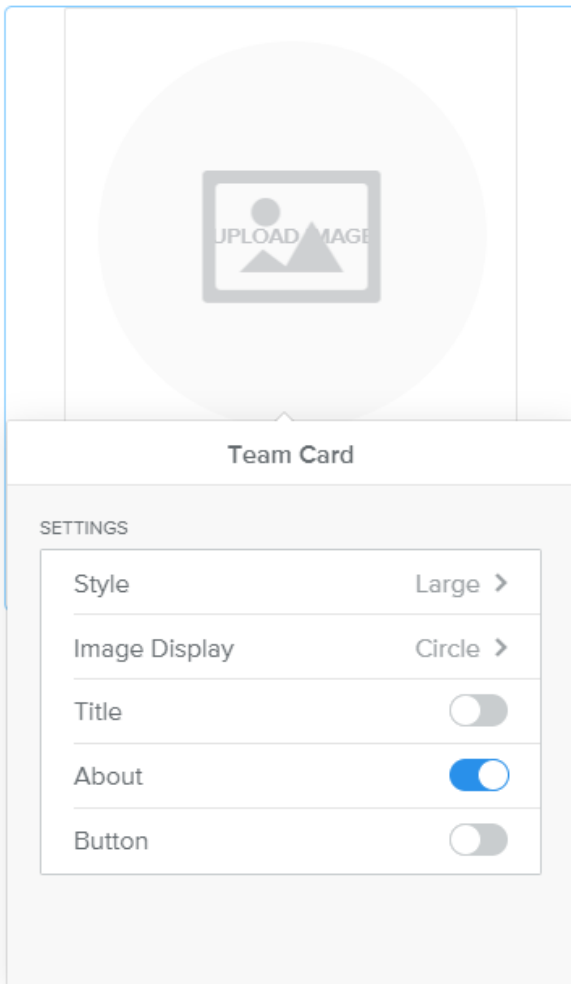 UPLOAD IMAGE
Team Card
SETTINGS
Style Large
Image Display Circle
Title
About
Button